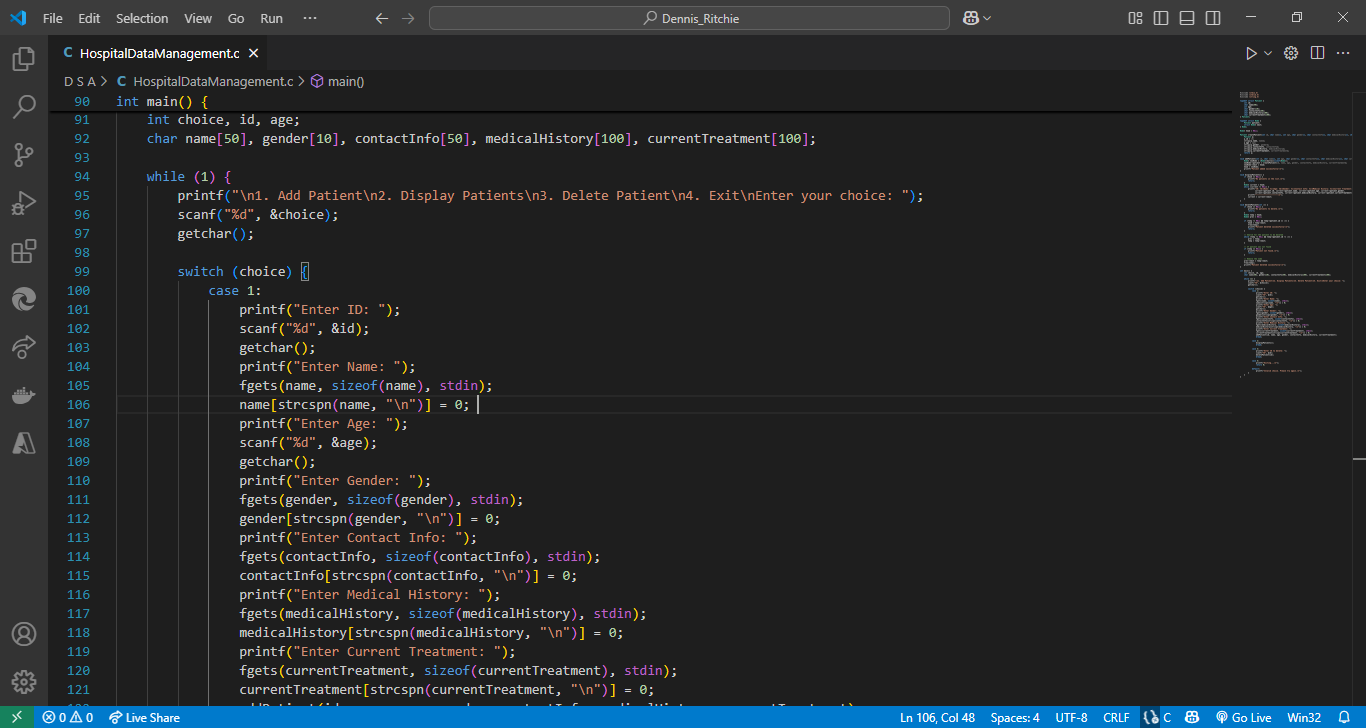 File Edit Selection View Go Run ··· Dennis_Ritchie
C HospitalDataManagement.c
D S A > C HospitalDataManagement.c > main()
90 int main() {
91 int choice, id, age;
92 char name[50], gender[10], contactInfo[50], medicalHistory[100], currentTreatment[100];
93
94 while (1) {
95 printf("\n1. Add Patient\n2. Display Patients\n3. Delete Patient\n4. Exit\nEnter your choice: ");
96 scanf("%d", &choice);
97 getchar();
98
99 switch (choice) {
100 case 1:
101 printf("Enter ID: ");
102 scanf("%d", &id);
103 getchar();
104 printf("Enter Name: ");
105 fgets(name, sizeof(name), stdin);
106 name[strcspn(name, "\n")] = 0;
107 printf("Enter Age: ");
108 scanf("%d", &age);
109 getchar();
110 printf("Enter Gender: ");
111 fgets(gender, sizeof(gender), stdin);
112 gender[strcspn(gender, "\n")] = 0;
113 printf("Enter Contact Info: ");
114 fgets(contactInfo, sizeof(contactInfo), stdin);
115 contactInfo[strcspn(contactInfo, "\n")] = 0;
116 printf("Enter Medical History: ");
117 fgets(medicalHistory, sizeof(medicalHistory), stdin);
118 medicalHistory[strcspn(medicalHistory, "\n")] = 0;
119 printf("Enter Current Treatment: ");
120 fgets(currentTreatment, sizeof(currentTreatment), stdin);
121 currentTreatment[strcspn(currentTreatment, "\n")] = 0;
0 0 Live Share Ln 106, Col 48 Spaces: 4 UTF-8 CRLF C Go Live Win32